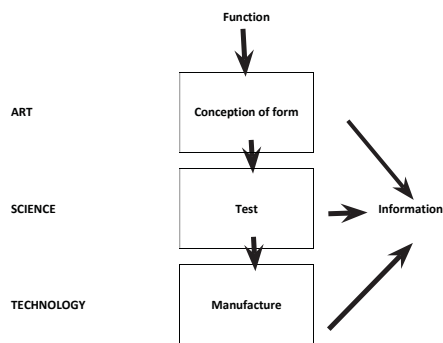 Function
ART
Conception of form
SCIENCE
Test
Information
TECHNOLOGY
Manufacture